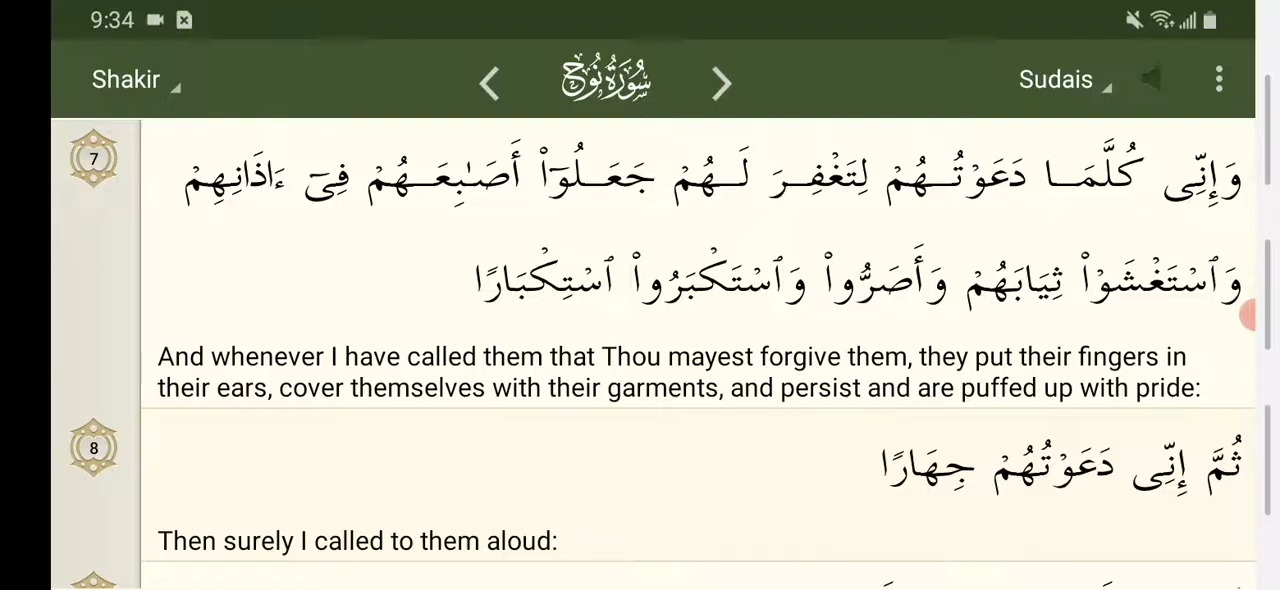 9:34
Shakir
سُورَةُ نُوحٍ
Sudais
7
وَإِنِّى كُلَّمَا دَعَوْتُهُمْ لِتَغْفِرَ لَهُمْ جَعَلُوٓا۟ أَصَـٰبِعَهُمْ فِىٓ ءَاذَانِهِمْ
وَٱسْتَغْشَوْا۟ ثِيَابَهُمْ وَأَصَرُّوا۟ وَٱسْتَكْبَرُوا۟ ٱسْتِكْبَارًا
And whenever I have called them that Thou mayest forgive them, they put their fingers in
their ears, cover themselves with their garments, and persist and are puffed up with pride:
8
ثُمَّ إِنِّى دَعَوْتُهُمْ جِهَارًا
Then surely I called to them aloud: